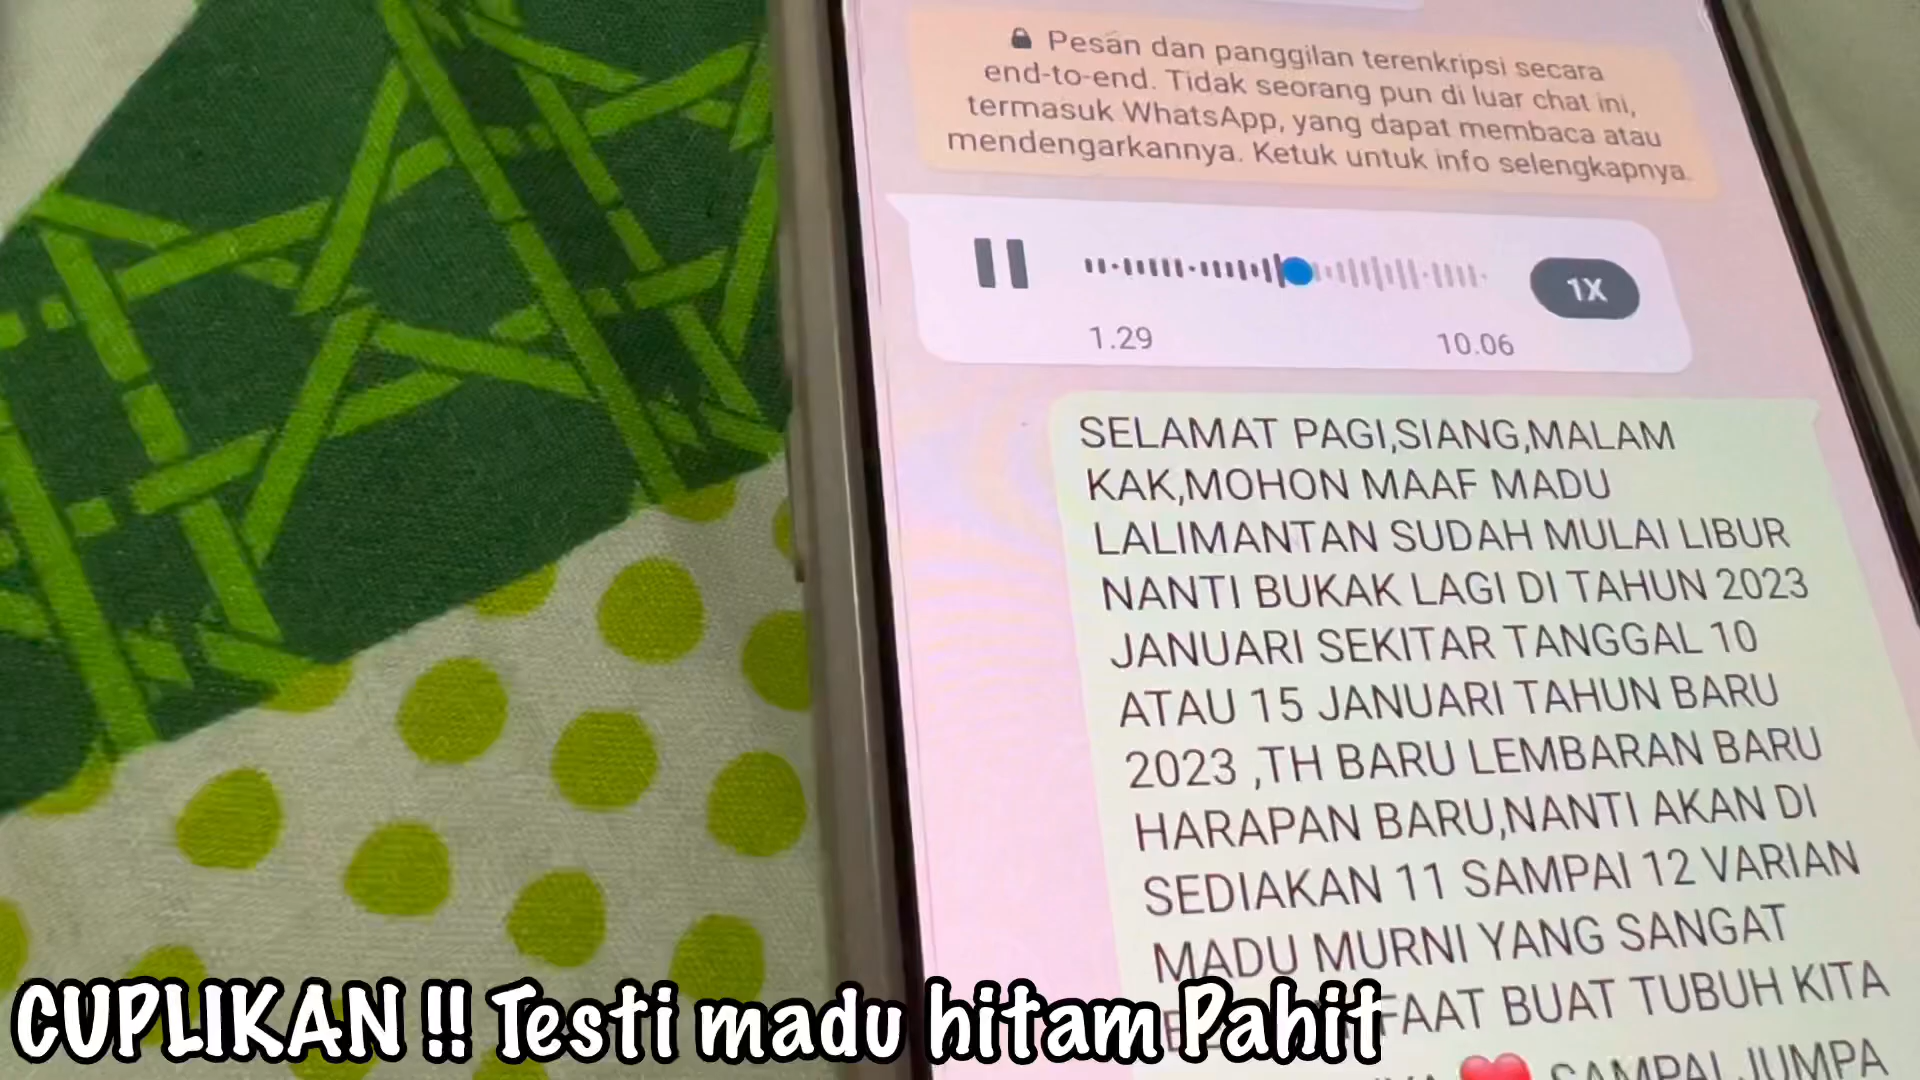 Pesan dan panggilan terenkripsi secara
end-to-end. Tidak seorang pun di luar chat ini,
termasuk WhatsApp, yang dapat membaca atau
mendengarkannya. Ketuk untuk info selengkapnya.
1X
1.29
10.06
SELAMAT PAGI,SIANG,MALAM
KAK,MOHON MAAF MADU
LALIMANTAN SUDAH MULAI LIBUR
NANTI BUKAK LAGI DI TAHUN 2023
JANUARI SEKITAR TANGGAL 10
ATAU 15 JANUARI TAHUN BARU
2023 ,TH BARU LEMBARAN BARU
HARAPAN BARU,NANTI AKAN DI
SEDIAKAN 11 SAMPAI 12 VARIAN
MADU MURNI YANG SANGAT
BUAT TUBUH KITA
SAMPAI JUMPA
CUPLIKAN !! Testi madu hitam Pahit